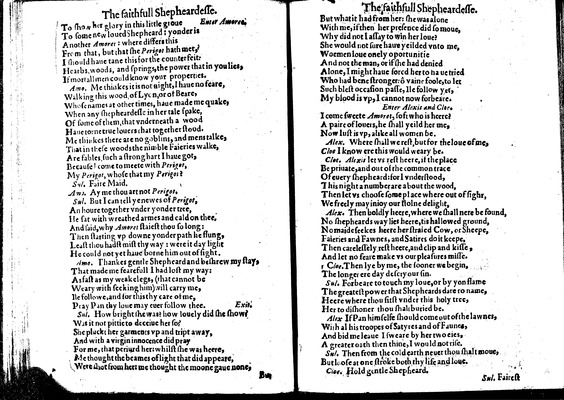 The faithfull Shepheardesse.
To show her glory in this little grove Enter Amoret.
To some new loued Shepheard: yonder is
Another Amoret: where differs this
From that, but that she Perigot hath met,
I should haue tane this for the counterfeit:
Hearbs, woods, and springs, the power that in you lies,
If mortall men could know your properties.
Amo. Me thinkes it is not night, I haue no feare,
Walking this wood, of Lyon, or of Beare,
Whose names at other times, haue made me quake,
When any shepheardesse in her tale spake,
Of some of them, that vnderneath a wood
Haue torne true louers that together stood.
Me thinkes there are no goblins, and mens talke,
That in these woods the nimble Faieries walke,
Are fables, such a strong hart I haue got,
Because I come to meete with Perigot,
My Perigot, whose that my Perigot?
Sul. Faire Maid.
Amo. Ay me thou art not Perigot,
Sul. But I can tell yenewes of Perigot,
An houre together vnder yonder tree,
He sat with wreathed armes and cald on thee,
And said, why Amoret staiest thou so long:
Then starting vp downe yonder path he flung,
Least thou hadst mist thy way: were it day light
He could not yet haue borne him out of sight.
Amo. Thankes gentle Shepheard and beshrew my stay,
That made me fearefull I had lost my way:
As fast as my weake legs, (that cannot be
Weary with seeking him) will carry me,
Ile followe, and for this thy care of me,
Pray Pan thy loue may euer follow thee. Exit.
Sul. How bright she was how louely did she show?
Was it not pittie to deceiue her so?
She pluckt her garments vp and tript away,
And with a virgin innocence did pray
For me, that periurd her whilst she was heere,
Me thought the beames of light that did appeare,
Were shot from her: me thought the moone gaue none,
But
The faithfull Shepheardesse.
But what it had from her: she was alone
With me, if then her presence did so moue,
Why did not I assay to win her loue?
She would not sure haue yeilded vnto me,
Woemen loue onely oportunitie
And not the man, or if she had denied
Alone, I might haue forcd her to haue tried
Who had bene stronger: ô vaine foole, to let
Such blest occasion passe, Ile follow yet,
My blood is vp, I cannot now forbeare.
Enter Alexis and Cloe.
I come sweete Amoret, soft who is heere?
A paire of louers, he shall yeild her me,
Now lust is vp, alike all women be.
Alex. Where shall we rest, but for the loue of me,
Cloe I know ere this would weary be.
Cloe. Alexis let vs rest heere, if the place
Be priuate, and out of the common trace
Of euery shepheard: for I vnderstood,
This night a number are about the wood,
Then let vs choose some place where out of sight,
We freely may inioy our stolne delight,
Alex. Then boldly heere, where we shall nere be found,
No shepheards way liet heere, tis hallowed ground,
No maide seekes heere her straied Cow, or Sheepe,
Faieries and Fawnes, and Satires do it keepe,
Then carelessely rest heere, and clip and kisse,
And let no feare make vs our pleasures misse.
Cloe. Then lye by me, the sooner we begin,
The longer ere day descry our sin.
Sul. Forbeare to touch my loue, or by yon flame
The greatest power that Shepheards dare to name,
Heere where thou sitst vnder this holy tree,
Her to dishonor thou shalt buried be.
Alex If Pan himselfe should come out of the lawnes,
With al his troopes of Satyres and of Faunes,
And bid me leaue I sweare by her two eies,
A greater oath then thine, I would not rise.
Sul. Then from the cold earth neuer thou shalt moue,
But loose at one stroke both thy life and loue.
Cloe. Hold gentle Shepheard.
Sul. Fairest